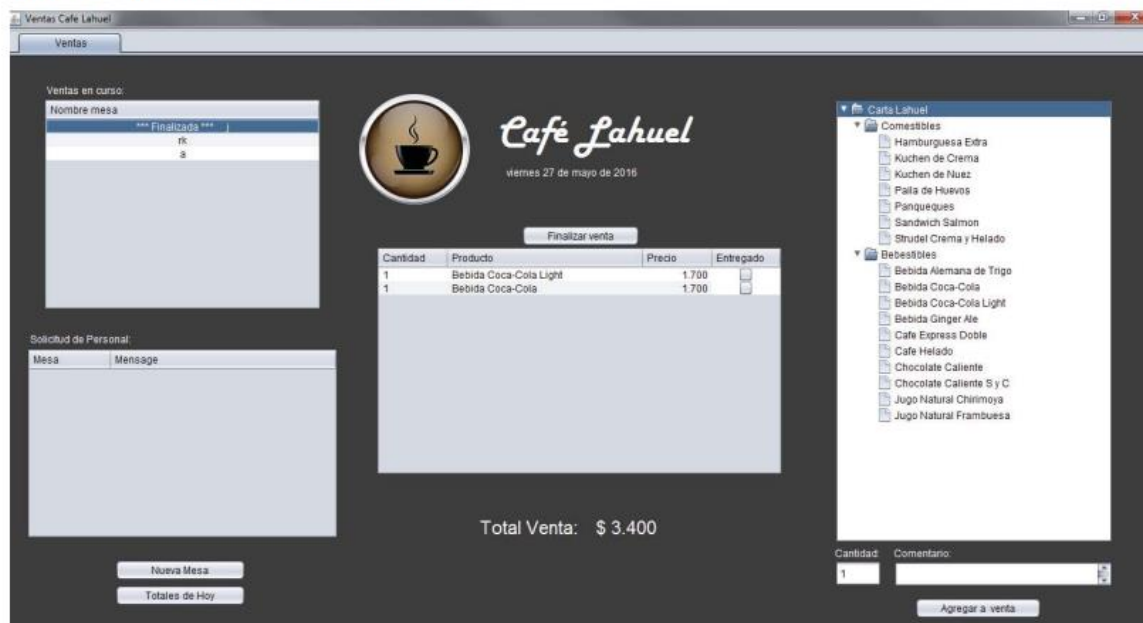 Ventas Cafe Lahuel
Ventas
Ventas en curso:
Nombre mesa
*** Finalizada *** j
rk
a
Solicitud de Personal:
Mesa Mensage
Nueva Mesa
Totales de Hoy
Café Lahuel
viernes 27 de mayo de 2016
Finalizar venta
Cantidad Producto Precio Entregado
1 Bebida Coca-Cola Light 1.700
1 Bebida Coca-Cola 1.700
Total Venta: $ 3.400
Carta Lahuel
Comestibles
Hamburguesa Extra
Kuchen de Crema
Kuchen de Nuez
Paila de Huevos
Panqueques
Sandwich Salmon
Strudel Crema y Helado
Bebestibles
Bebida Alemana de Trigo
Bebida Coca-Cola
Bebida Coca-Cola Light
Bebida Ginger Ale
Cafe Express Doble
Cafe Helado
Chocolate Caliente
Chocolate Caliente S y C
Jugo Natural Chirimoya
Jugo Natural Frambuesa
Cantidad: Comentario:
1
Agregar a venta